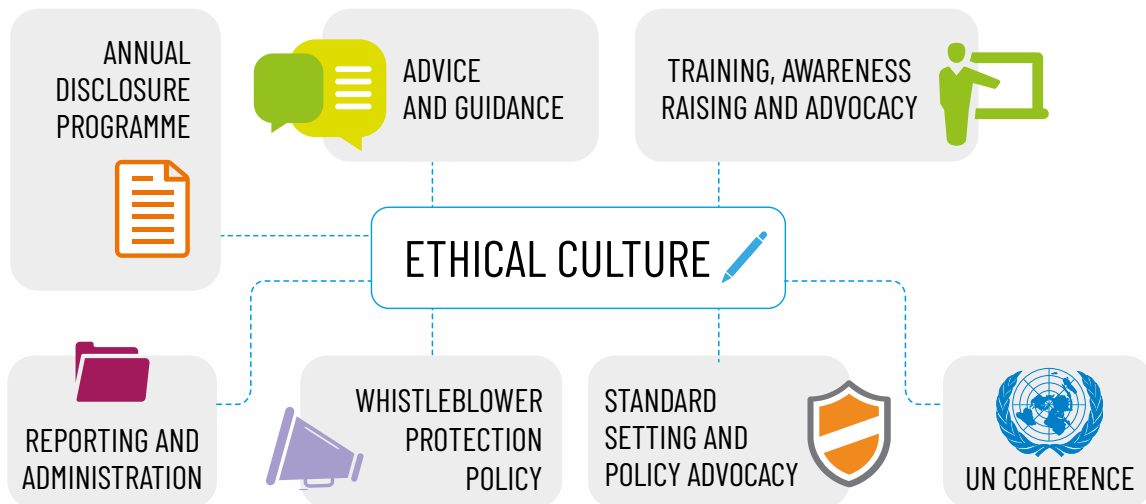 ANNUAL
DISCLOSURE
PROGRAMME
ADVICE
AND GUIDANCE
TRAINING, AWARENESS
RAISING AND ADVOCACY
ETHICAL CULTURE
REPORTING AND
ADMINISTRATION
WHISTLEBLOWER
PROTECTION
POLICY
STANDARD
SETTING AND
POLICY ADVOCACY
UN COHERENCE